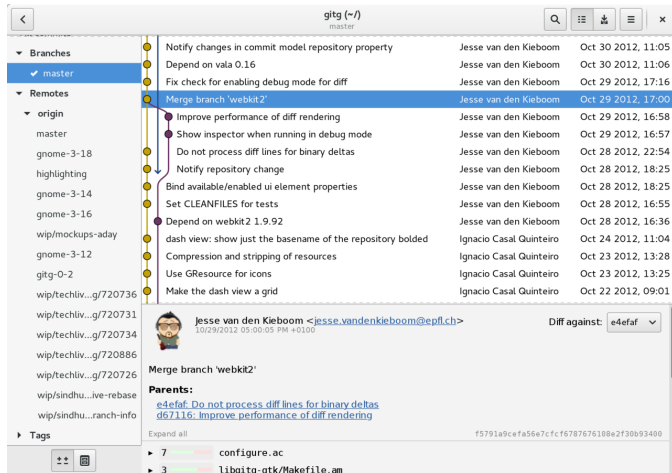 gitg (~/)
master
Branches
master
Remotes
origin
master
gnome-3-18
highlighting
gnome-3-14
gnome-3-16
wip/mockups-aday
gnome-3-12
gitg-0-2
wip/techliv...g/720736
wip/techliv...g/720731
wip/techliv...g/720734
wip/techliv...g/720886
wip/techliv...g/720726
wip/sindhu...ive-rebase
wip/sindhu...ranch-info
Tags
Notify changes in commit model repository property Jesse van den Kieboom Oct 30 2012, 11:05
Depend on vala 0.16 Jesse van den Kieboom Oct 30 2012, 11:06
Fix check for enabling debug mode for diff Jesse van den Kieboom Oct 29 2012, 17:16
Merge branch 'webkit2' Jesse van den Kieboom Oct 29 2012, 17:00
Improve performance of diff rendering Jesse van den Kieboom Oct 29 2012, 16:58
Show inspector when running in debug mode Jesse van den Kieboom Oct 29 2012, 16:57
Do not process diff lines for binary deltas Jesse van den Kieboom Oct 28 2012, 22:54
Notify repository change Jesse van den Kieboom Oct 28 2012, 18:25
Bind available/enabled ui element properties Jesse van den Kieboom Oct 28 2012, 18:25
Set CLEANFILES for tests Jesse van den Kieboom Oct 28 2012, 16:55
Depend on webkit2 1.9.92 Jesse van den Kieboom Oct 28 2012, 16:36
dash view: show just the basename of the repository bolded Ignacio Casal Quinteiro Oct 24 2012, 11:04
Compression and stripping of resources Ignacio Casal Quinteiro Oct 23 2012, 13:28
Use GResource for icons Ignacio Casal Quinteiro Oct 23 2012, 13:25
Make the dash view a grid Ignacio Casal Quinteiro Oct 22 2012, 09:01
Jesse van den Kieboom <jesse.vandenkieboom@epfl.ch> Diff against: e4efaf
10/29/2012 05:00:05 PM +0100
Merge branch 'webkit2'
Parents:
e4efaf: Do not process diff lines for binary deltas
d67116: Improve performance of diff rendering
Expand all
7 configure.ac
3 libgitg-gtk/Makefile.am